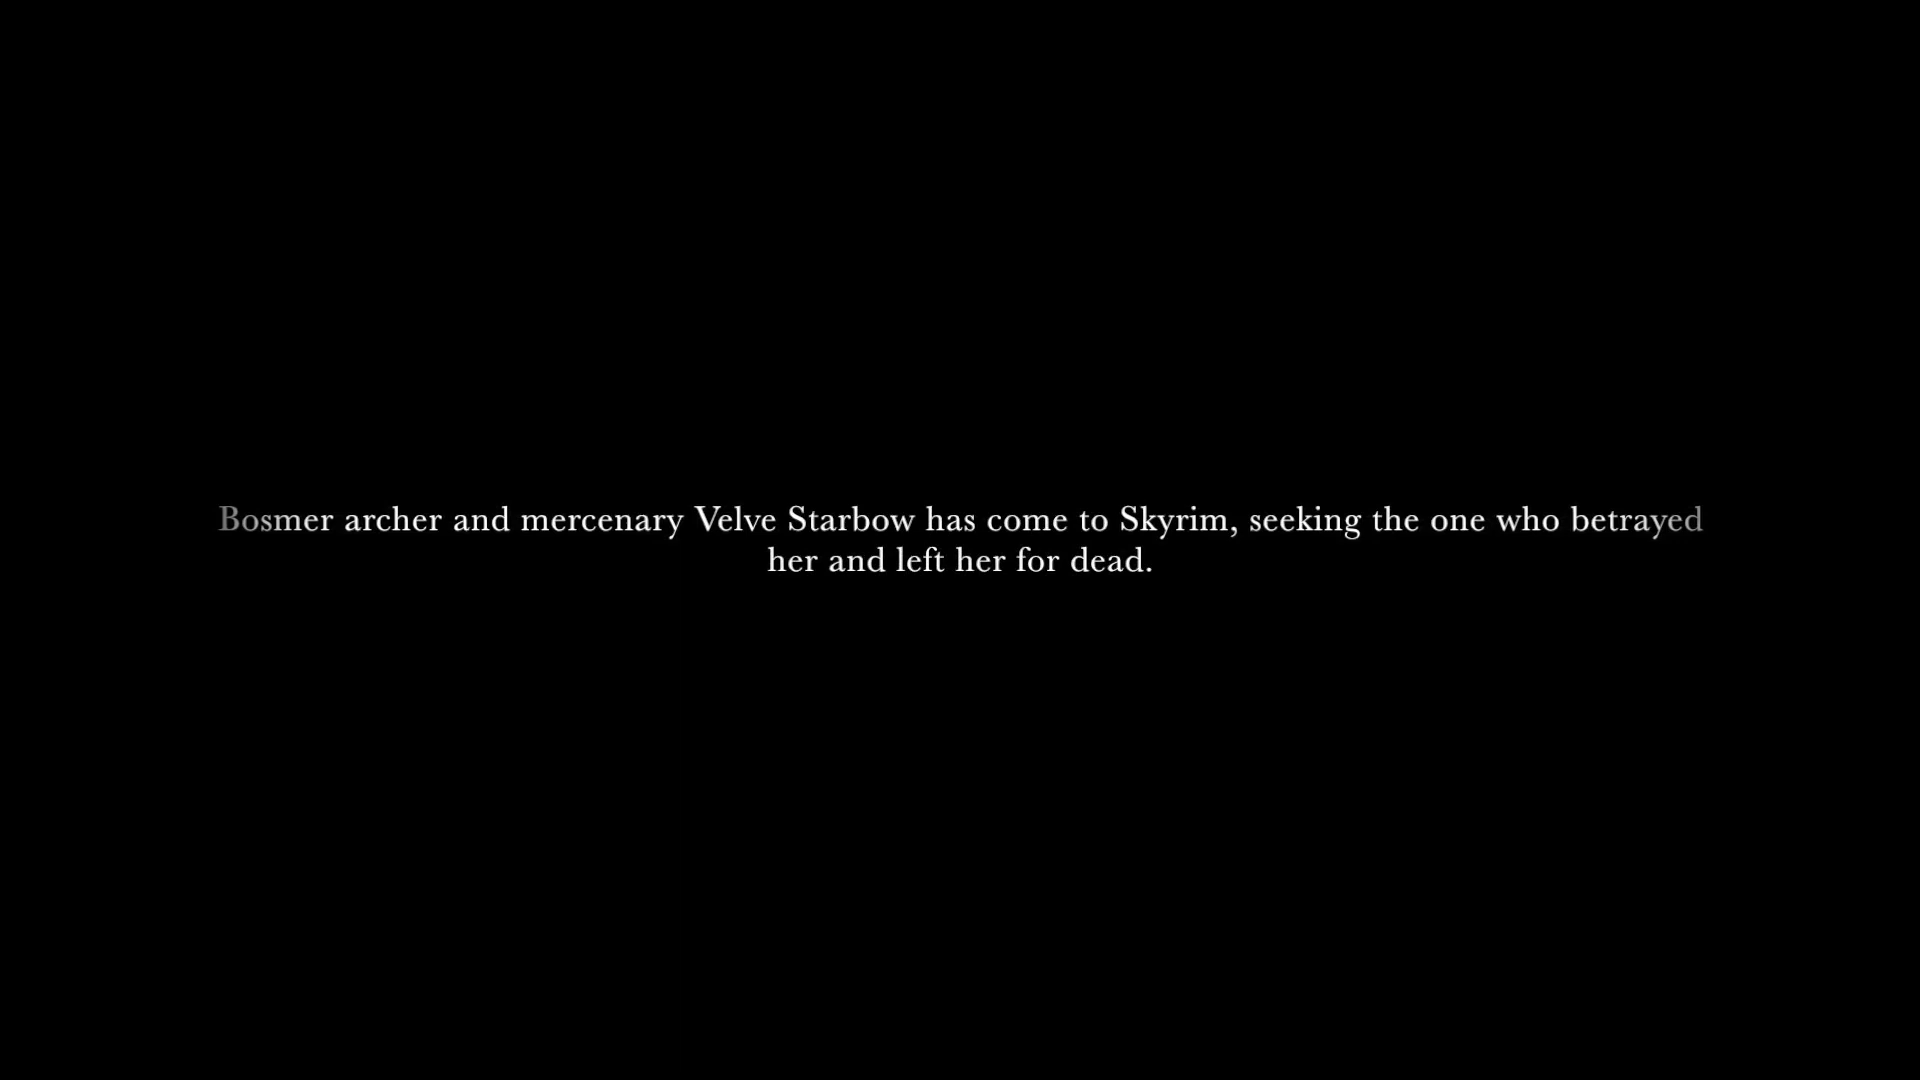 Bosmer archer and mercenary Velve Starbow has come to Skyrim, seeking the one who betrayed
her and left her for dead.